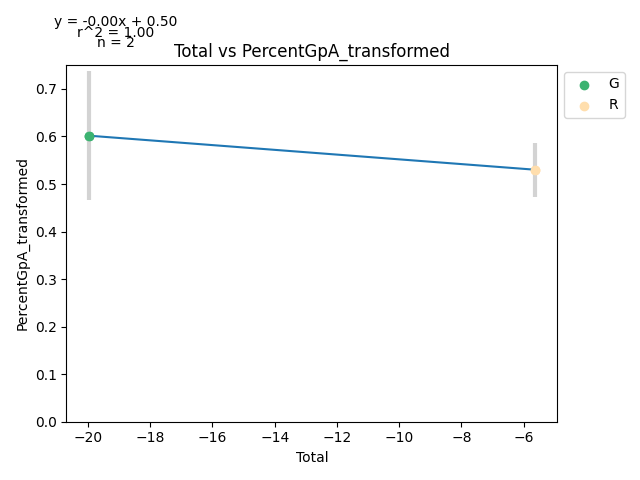 y = -0.00x + 0.50
r^2 = 1.00
n = 2
Total vs PercentGpA_transformed
G
R
PercentGpA_transformed
0.7
0.6
0.5
0.4
0.3
0.2
0.1
0.0
−20 −18 −16 −14 −12 −10 −8 −6
Total